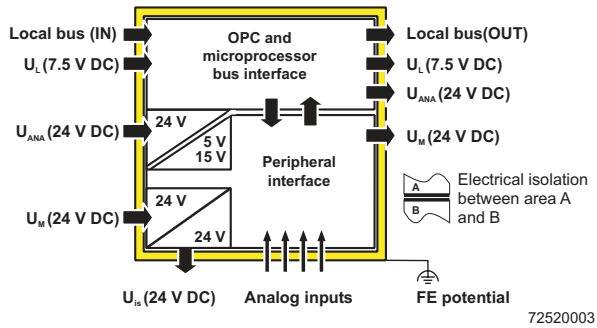 Local bus (IN)
OPC and
microprocessor
bus interface
Local bus(OUT)
UL (7.5 V DC)
UL (7.5 V DC)
UANA (24 V DC)
UANA (24 V DC)
24 V
5 V
15 V
UM (24 V DC)
Peripheral
interface
A
B
Electrical isolation
between area A
and B
24 V
24 V
UM (24 V DC)
Uis (24 V DC)
Analog inputs
FE potential
72520003